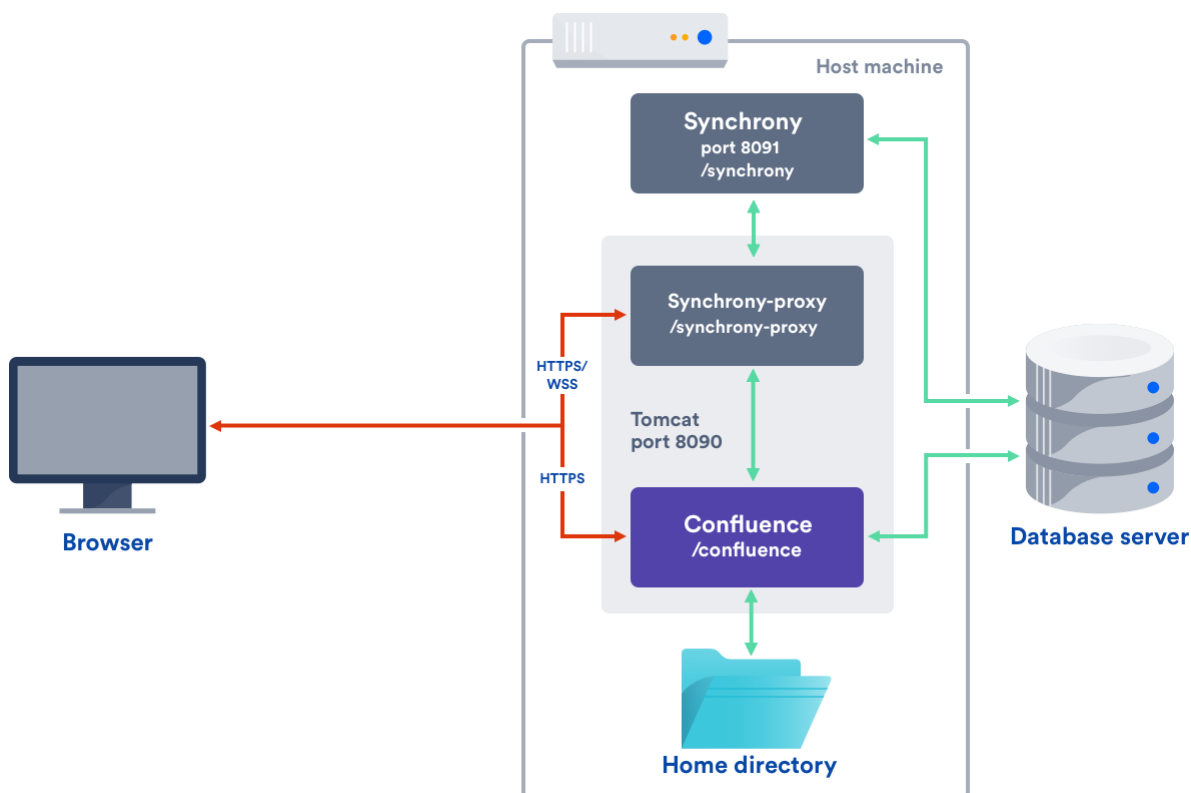 Host machine
Synchrony
port 8091
/synchrony
Synchrony-proxy
/synchrony-proxy
HTTPS/
WSS
Tomcat
port 8090
HTTPS
Confluence
/confluence
Browser
Database server
Home directory